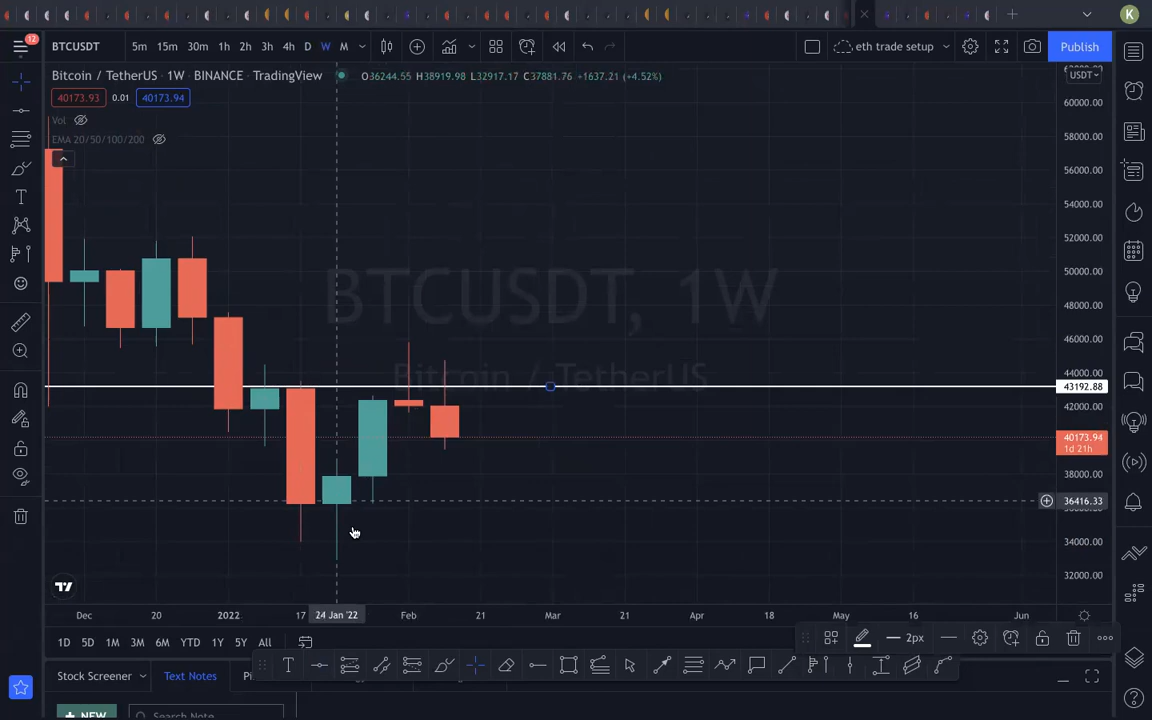 K
12
BTCUSDT 5m 15m 30m 1h 2h 3h 4h D W M eth trade setup Publish
Bitcoin / TetherUS · 1W · BINANCE · TradingView O36244.55 H38919.98 L32917.17 C37881.76 +1637.21 (+4.52%)
USDT
40173.93 0.01 40173.94
Vol
EMA 20/50/100/200
60000.00
58000.00
56000.00
54000.00
52000.00
50000.00
48000.00
46000.00
44000.00
43192.88
42000.00
40173.94
1d 21h
38000.00
36416.33
34000.00
32000.00
BTCUSDT, 1W
Bitcoin / TetherUS
Dec 20 2022 17 24 Jan '22 Feb 21 Mar 21 Apr 18 May 16 Jun
1D 5D 1M 3M 6M YTD 1Y 5Y All
2px
T
Stock Screener Text Notes
+ NEW Search Note